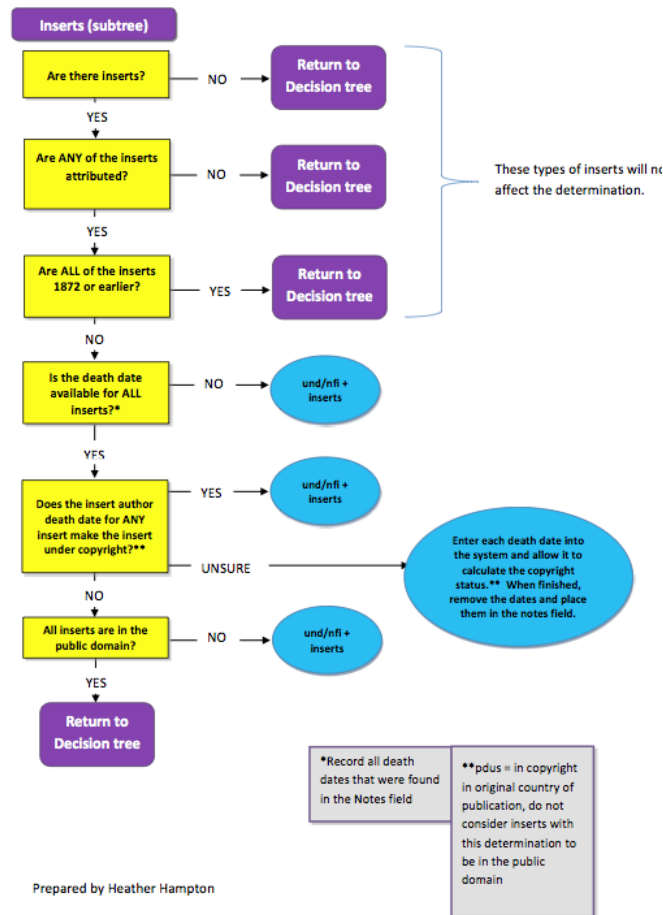 Inserts (subtree)
Are there inserts?
NO
Return to
Decision tree
YES
Are ANY of the inserts
attributed?
NO
Return to
Decision tree
These types of inserts will no
affect the determination.
YES
Are ALL of the inserts
1872 or earlier?
YES
Return to
Decision tree
NO
Is the death date
available for ALL
inserts?*
NO
und/nfi +
inserts
YES
Does the insert author
death date for ANY
insert make the insert
under copyright?**
YES
und/nfi +
inserts
UNSURE
Enter each death date into
the system and allow it to
calculate the copyright
status.** When finished,
remove the dates and place
them in the notes field.
NO
All inserts are in the
public domain?
NO
und/nfi +
inserts
YES
Return to
Decision tree
*Record all death
dates that were found
in the Notes field
**pdus = in copyright
in original country of
publication, do not
consider inserts with
this determination to
be in the public
domain
Prepared by Heather Hampton